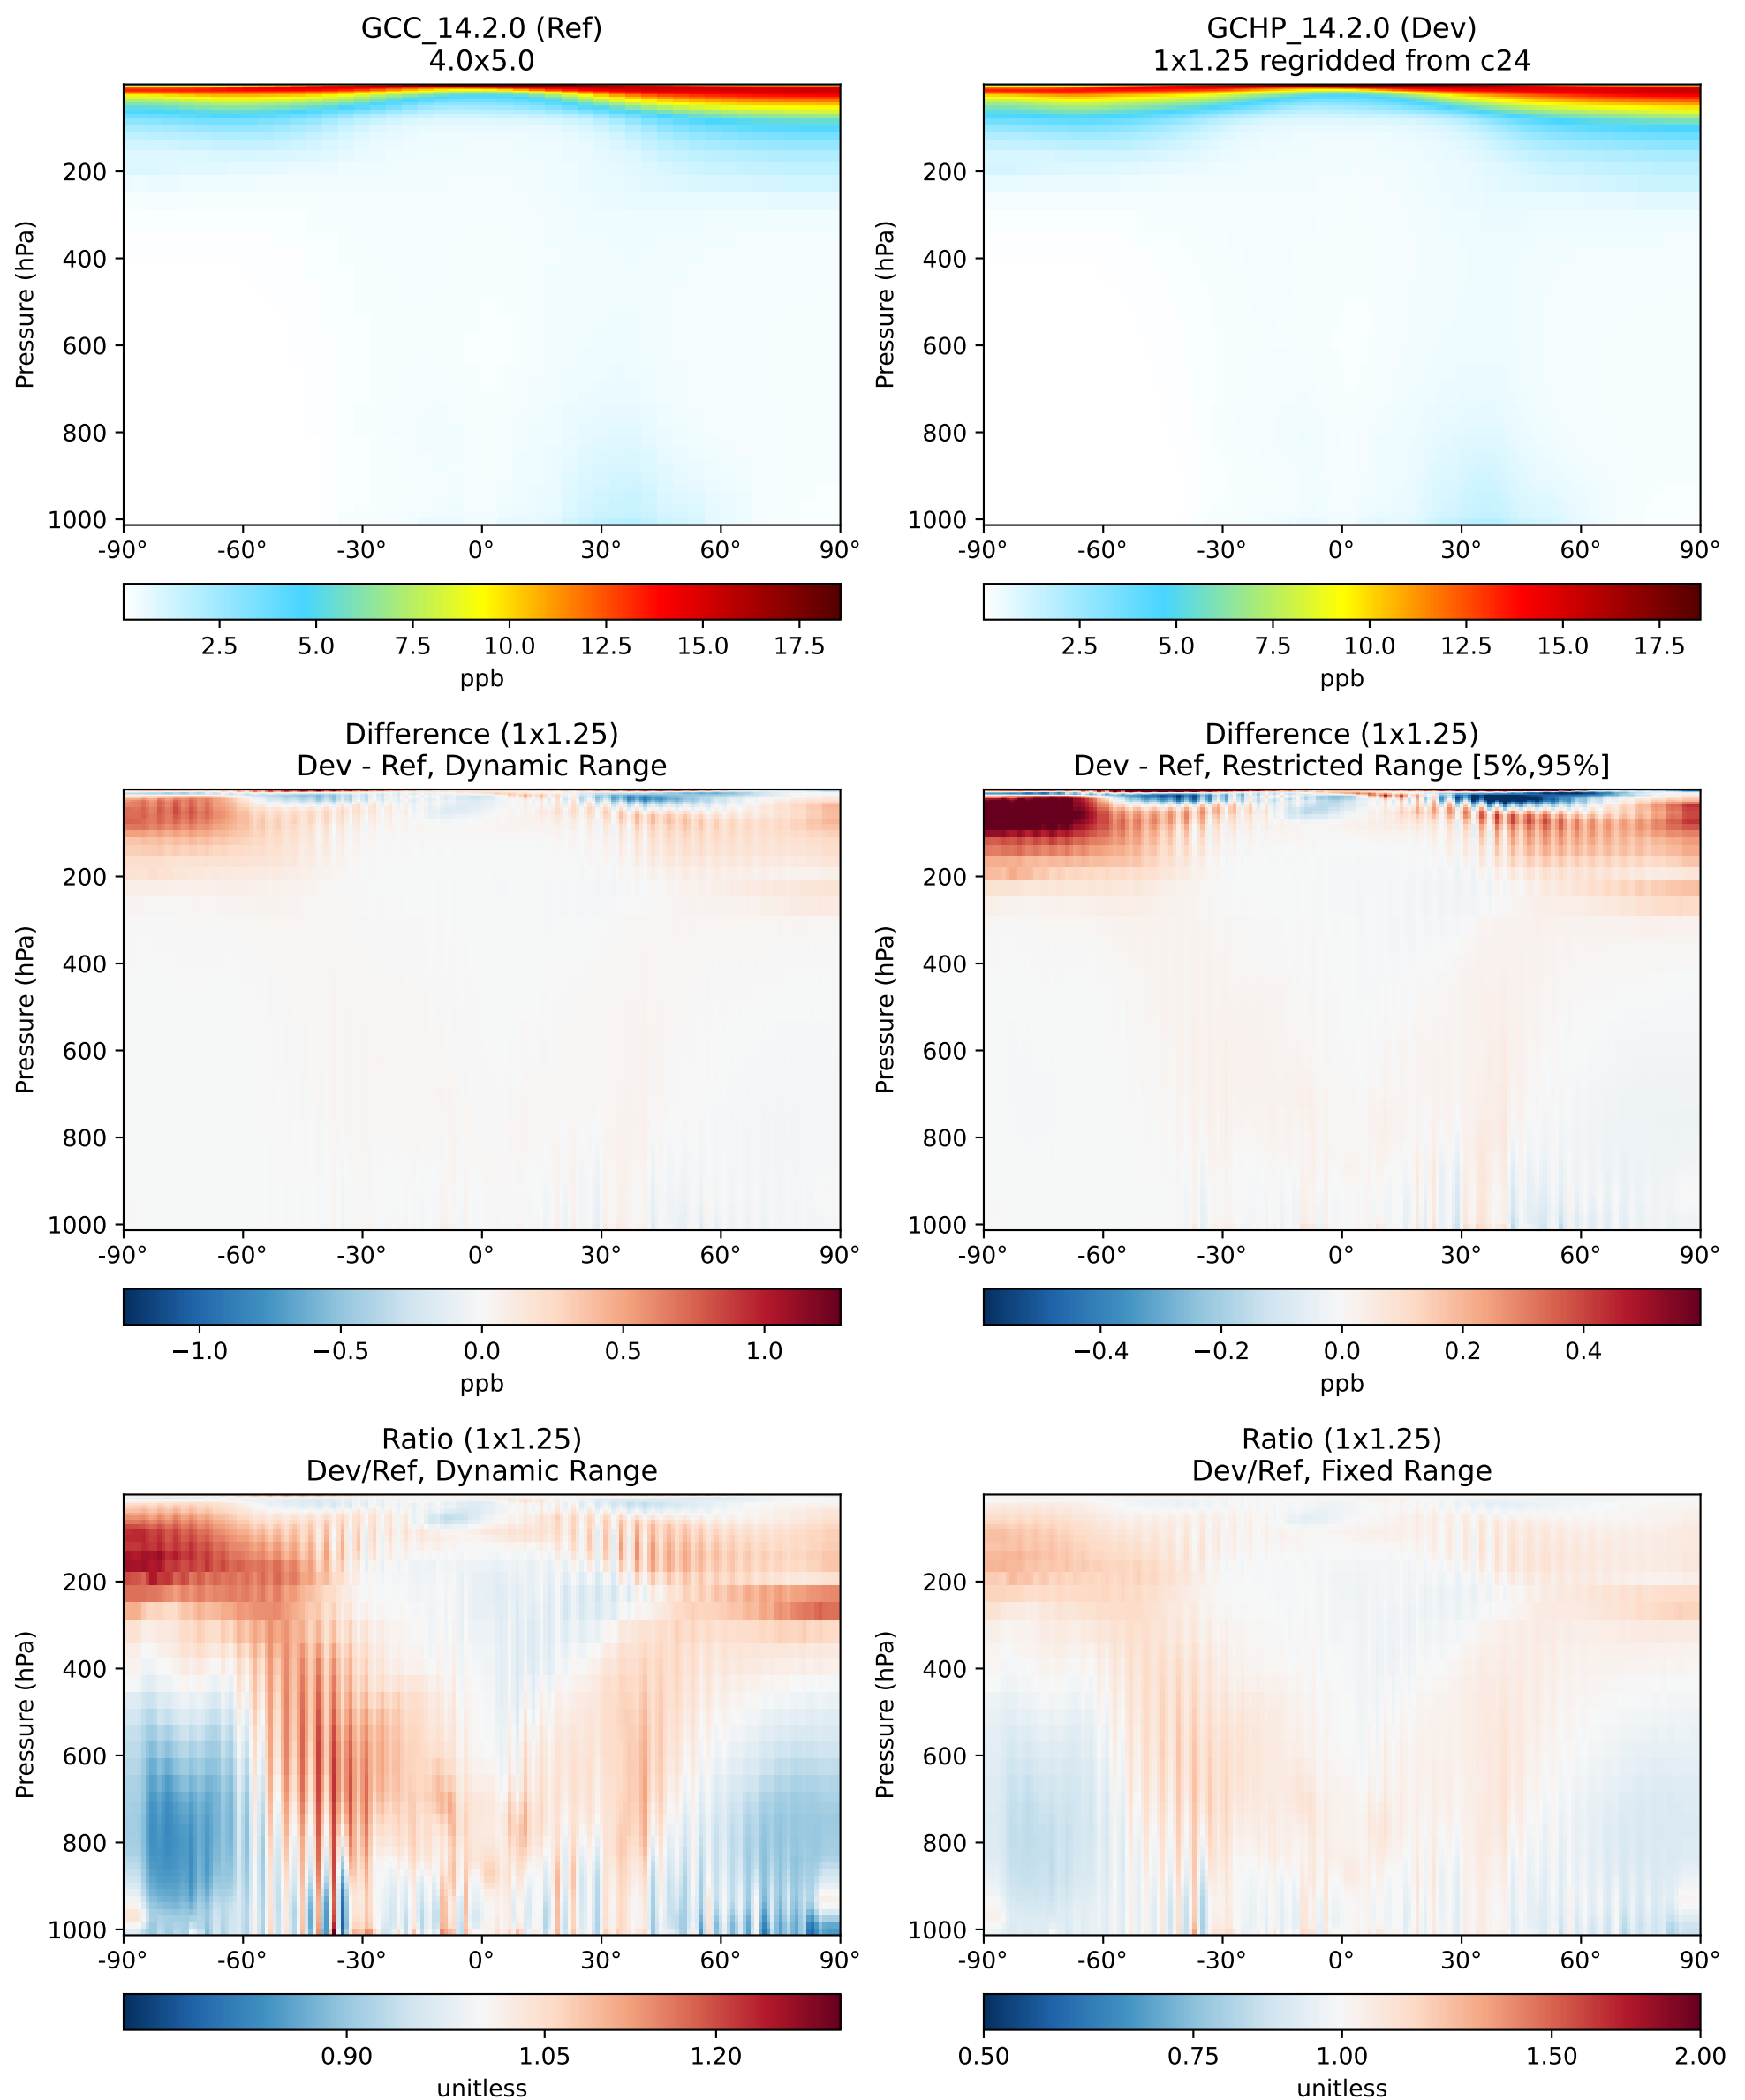 GCC_14.2.0 (Ref)
4.0x5.0
Pressure (hPa)
200
400
600
800
1000
-90° -60° -30° 0° 30° 60° 90°
2.5 5.0 7.5 10.0 12.5 15.0 17.5
ppb
GCHP_14.2.0 (Dev)
1x1.25 regridded from c24
Pressure (hPa)
200
400
600
800
1000
-90° -60° -30° 0° 30° 60° 90°
2.5 5.0 7.5 10.0 12.5 15.0 17.5
ppb
Difference (1x1.25)
Dev - Ref, Dynamic Range
Pressure (hPa)
200
400
600
800
1000
-90° -60° -30° 0° 30° 60° 90°
−1.0 −0.5 0.0 0.5 1.0
ppb
Difference (1x1.25)
Dev - Ref, Restricted Range [5%,95%]
Pressure (hPa)
200
400
600
800
1000
-90° -60° -30° 0° 30° 60° 90°
−0.4 −0.2 0.0 0.2 0.4
ppb
Ratio (1x1.25)
Dev/Ref, Dynamic Range
Pressure (hPa)
200
400
600
800
1000
-90° -60° -30° 0° 30° 60° 90°
0.90 1.05 1.20
unitless
Ratio (1x1.25)
Dev/Ref, Fixed Range
Pressure (hPa)
200
400
600
800
1000
-90° -60° -30° 0° 30° 60° 90°
0.50 0.75 1.00 1.50 2.00
unitless